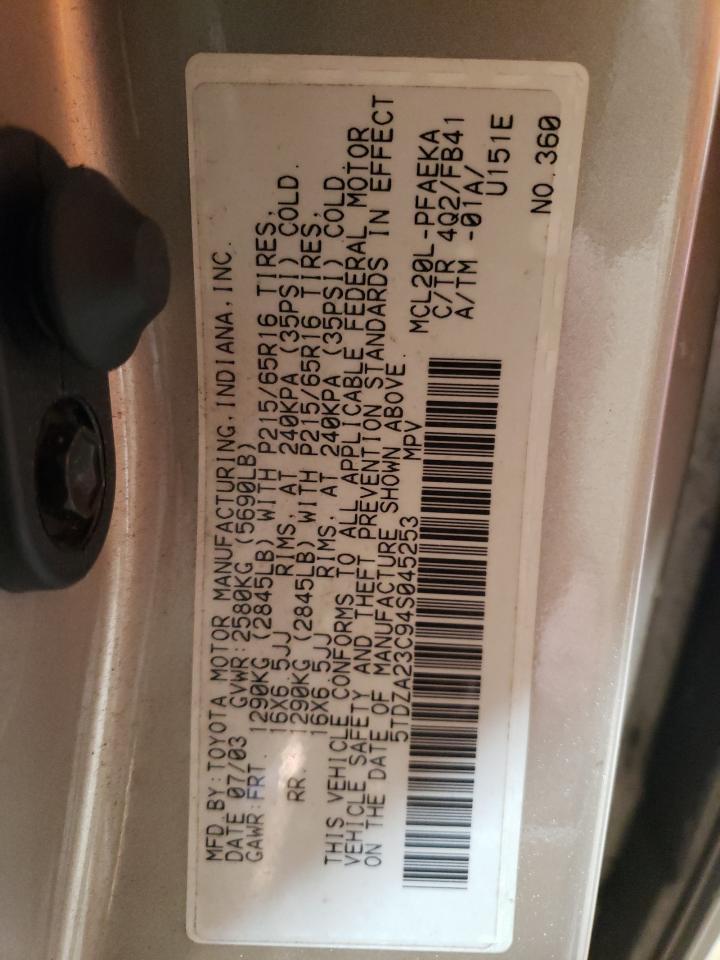 MFD.BY:TOYOTA MOTOR MANUFACTURING,INDIANA,INC.
DATE 07/03 GVWR:2580KG (5690LB)
GAWR:FRT. 1290KG (2845LB) WITH P215/65R16 TIRES,
16X6.5JJ RIMS, AT 240KPA (35PSI) COLD
RR. 1290KG (2845LB) WITH P215/65R16 TIRES,
16X6.5JJ RIMS, AT 240KPA (35PSI) COLD
THIS VEHICLE CONFORMS TO ALL APPLICABLE FEDERAL MOTOR
VEHICLE SAFETY AND THEFT PREVENTION STANDARDS IN EFFECT
ON THE DATE OF MANUFACTURE SHOWN ABOVE.
5TDZA23C94S045253 MPV
MCL20L-PFAEKA
C/TR 4Q2/FB41
A/TM -01A/
U151E
NO.360